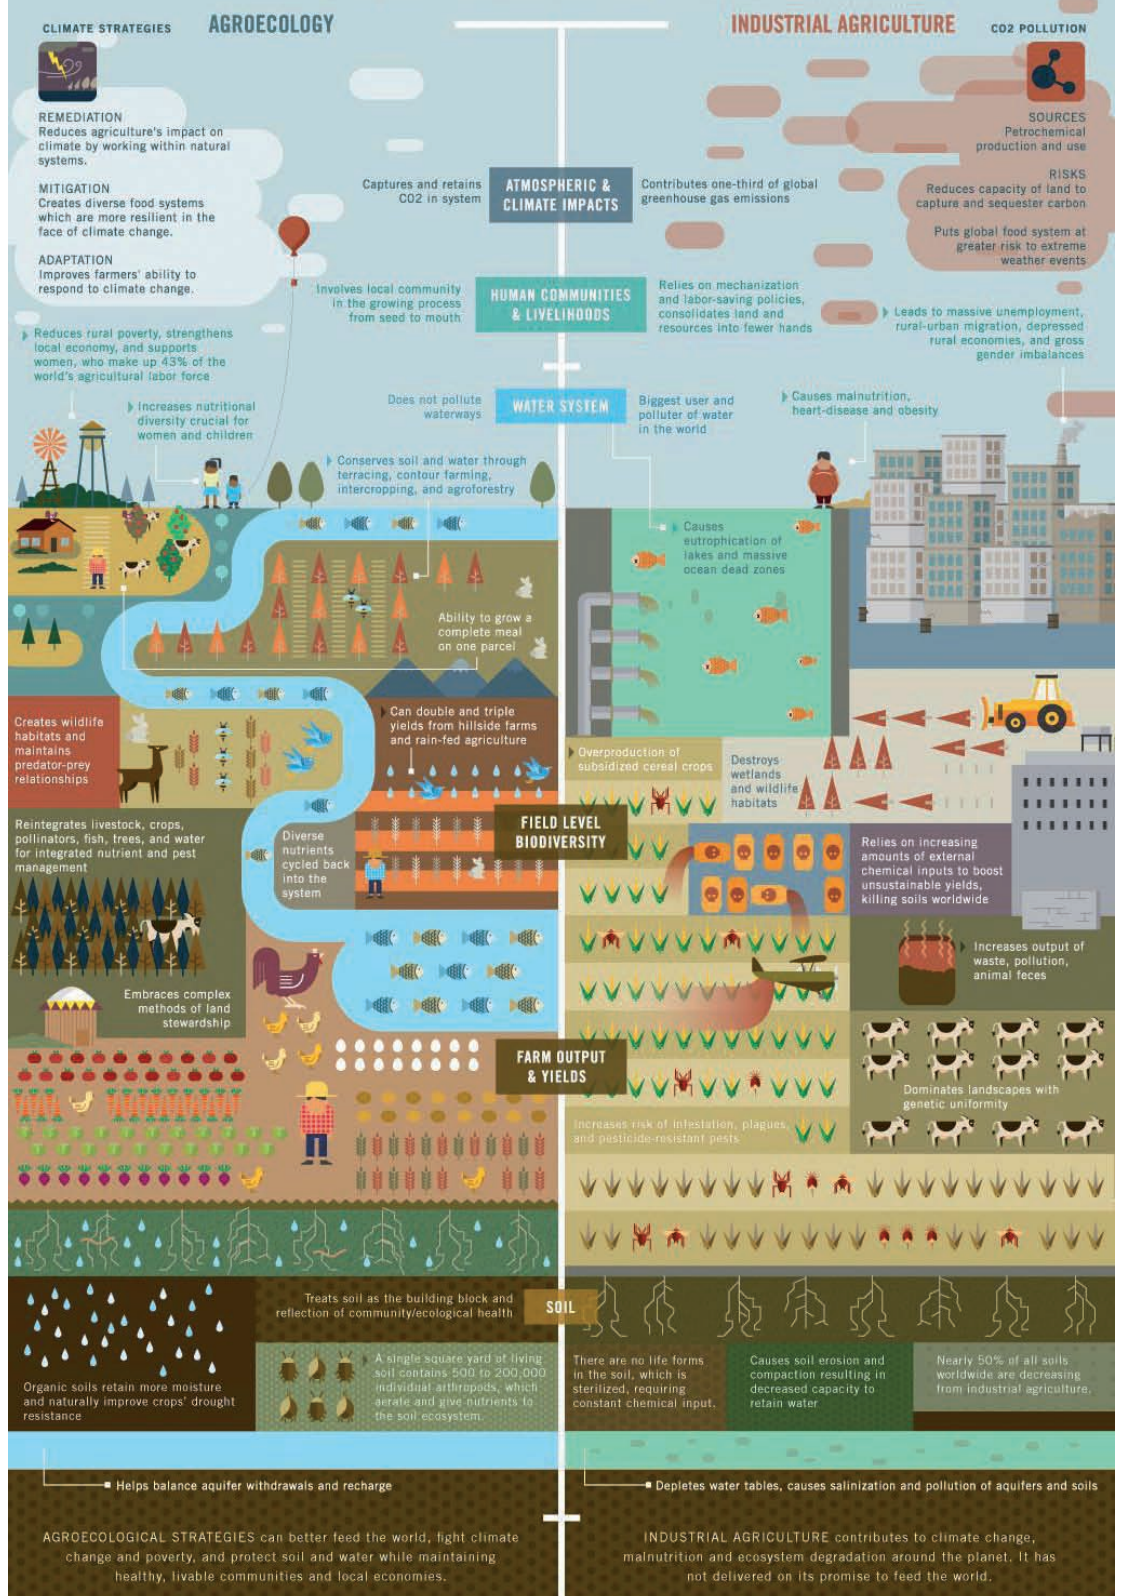 CLIMATE STRATEGIES
AGROECOLOGY
INDUSTRIAL AGRICULTURE
CO2 POLLUTION
REMEDIATION
Reduces agriculture's impact on
climate by working within natural
systems.
MITIGATION
Creates diverse food systems
which are more resilient in the
face of climate change.
ADAPTATION
Improves farmers' ability to
respond to climate change.
SOURCES
Petrochemical
production and use
RISKS
Reduces capacity of land to
capture and sequester carbon
Puts global food system at
greater risk to extreme
weather events
Captures and retains
CO2 in system
ATMOSPHERIC &
CLIMATE IMPACTS
Contributes one-third of global
greenhouse gas emissions
Involves local community
in the growing process
from seed to mouth
HUMAN COMMUNITIES
& LIVELIHOODS
Relies on mechanization
and labor-saving policies,
consolidates land and
resources into fewer hands
Leads to massive unemployment,
rural-urban migration, depressed
rural economies, and gross
gender imbalances
Reduces rural poverty, strengthens
local economy, and supports
women, who make up 43% of the
world's agricultural labor force
Increases nutritional
diversity crucial for
women and children
Does not pollute
waterways
WATER SYSTEM
Biggest user and
polluter of water
in the world
Causes malnutrition,
heart-disease and obesity
Conserves soil and water through
terracing, contour farming,
intercropping, and agroforestry
Causes
eutrophication of
lakes and massive
ocean dead zones
Ability to grow a
complete meal
on one parcel
Creates wildlife
habitats and
maintains
predator-prey
relationships
Can double and triple
yields from hillside farms
and rain-fed agriculture
Overproduction of
subsidized cereal crops
Destroys
wetlands
and wildlife
habitats
Reintegrates livestock, crops,
pollinators, fish, trees, and water
for integrated nutrient and pest
management
Diverse
nutrients
cycled back
into the
system
FIELD LEVEL
BIODIVERSITY
Relies on increasing
amounts of external
chemical inputs to boost
unsustainable yields,
killing soils worldwide
Increases output of
waste, pollution,
animal feces
Embraces complex
methods of land
stewardship
FARM OUTPUT
& YIELDS
Dominates landscapes with
genetic uniformity
Increases risk of infestation, plagues,
and pesticide-resistant pests
Treats soil as the building block and
reflection of community/ecological health
SOIL
Organic soils retain more moisture
and naturally improve crops' drought
resistance
A single square yard of living
soil contains 500 to 200,000
individual arthropods, which
aerate and give nutrients to
the soil ecosystem.
There are no life forms
in the soil, which is
sterilized, requiring
constant chemical input.
Causes soil erosion and
compaction resulting in
decreased capacity to
retain water
Nearly 50% of all soils
worldwide are decreasing
from industrial agriculture.
Helps balance aquifer withdrawals and recharge
Depletes water tables, causes salinization and pollution of aquifers and soils
AGROECOLOGICAL STRATEGIES can better feed the world, fight climate
change and poverty, and protect soil and water while maintaining
healthy, livable communities and local economies.
INDUSTRIAL AGRICULTURE contributes to climate change,
malnutrition and ecosystem degradation around the planet. It has
not delivered on its promise to feed the world.